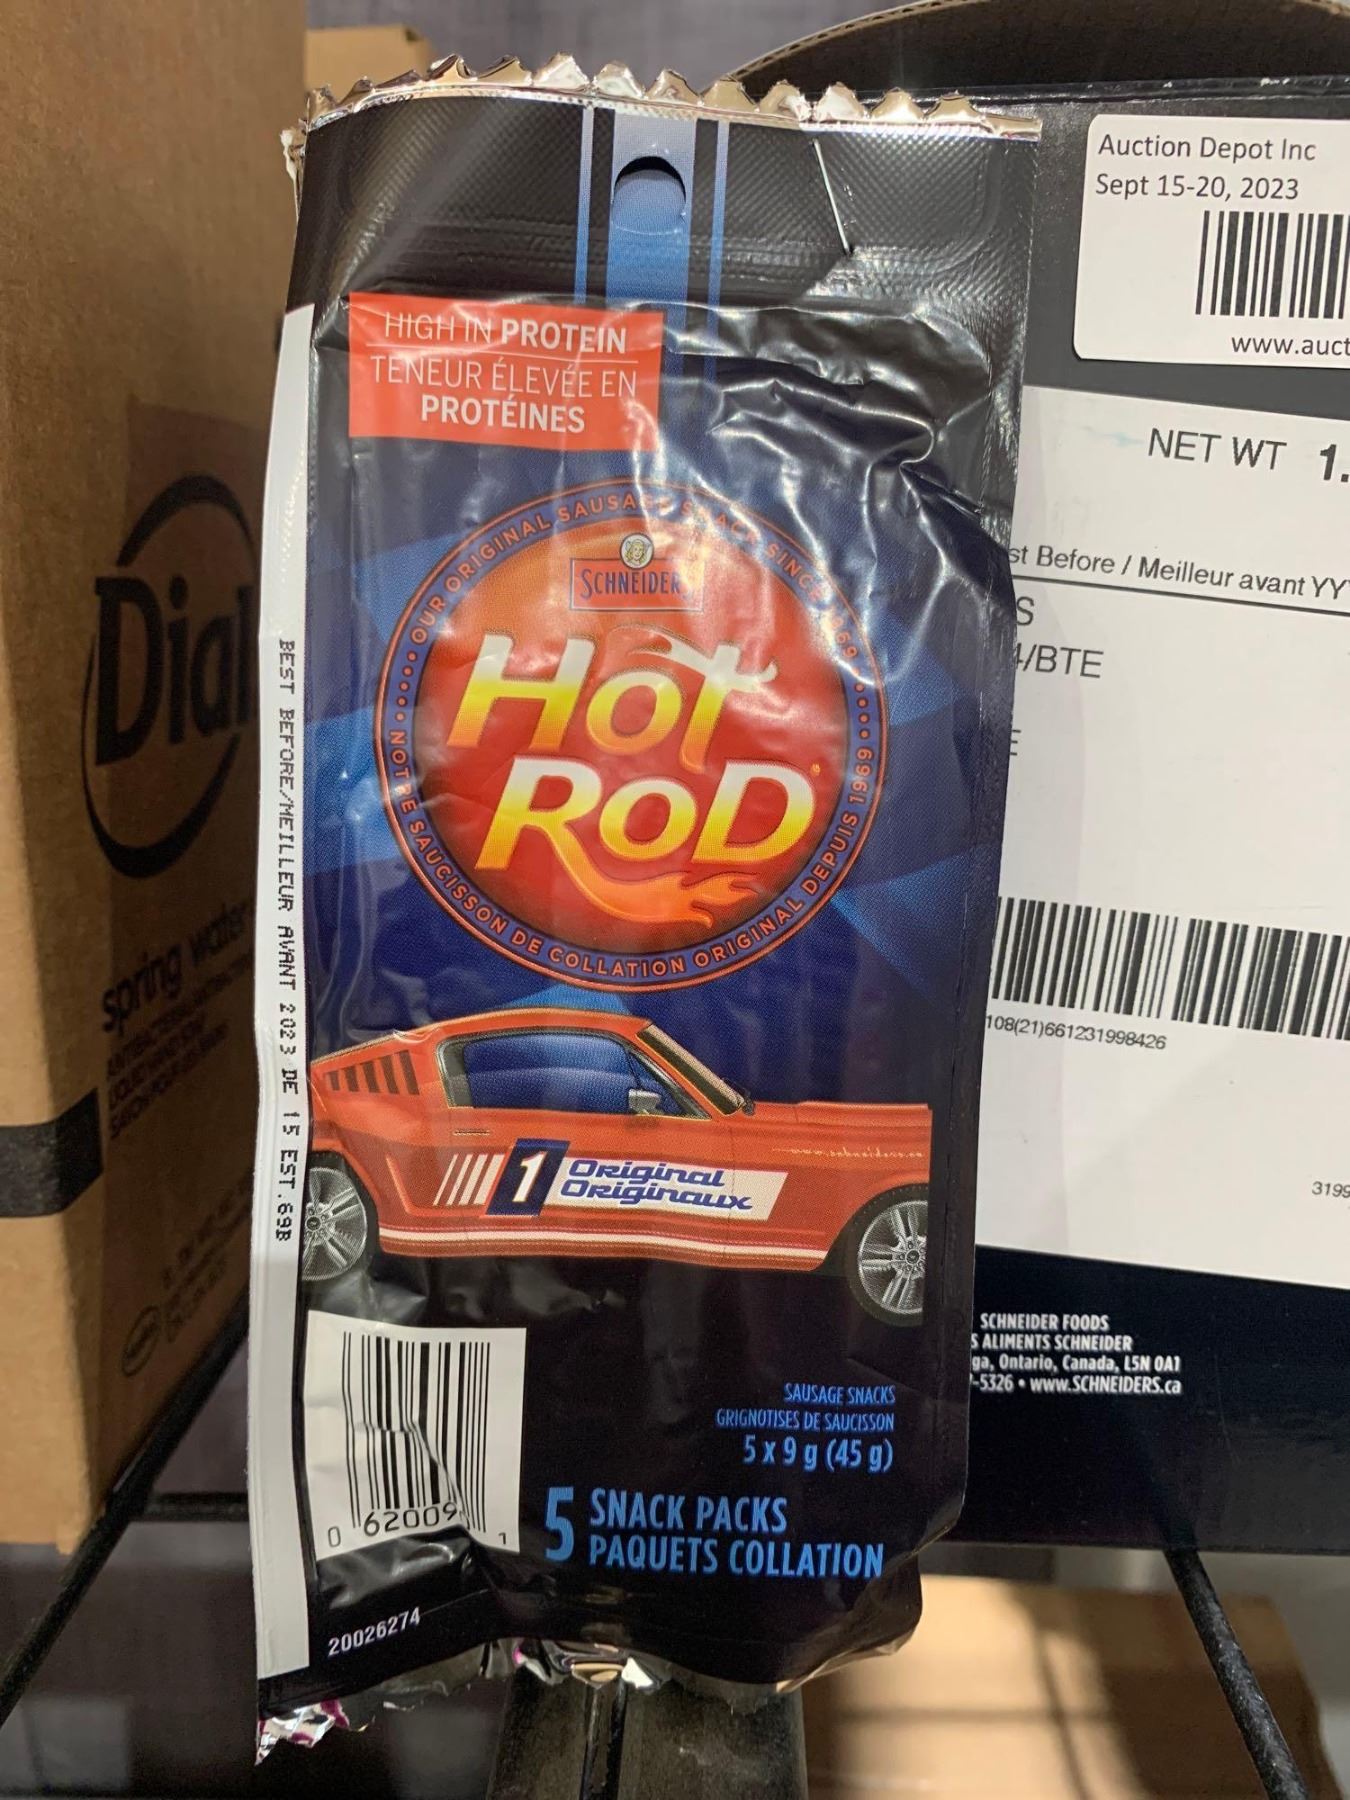 Auction Depot Inc
Sept 15-20, 2023
www.auct
HIGH IN PROTEIN
TENEUR ÉLEVÉE EN
PROTÉINES
NET WT 1.
OUR ORIGINAL SAUSAGE SNACK SINCE 1969
SCHNEIDERS
HOT
ROD
NOTRE SAUCISSON DE COLLATION ORIGINAL DEPUIS 1969
st Before / Meilleur avant YY
S
4/BTE
Dial
spring water
BEST BEFORE/MEILLEUR AVANT 2023 DE 15 EST.69B
108(21)661231998426
1 Original
Originaux
3199
SCHNEIDER FOODS
S ALIMENTS SCHNEIDER
ga, Ontario, Canada, L5N 0A1
-5326 • www.SCHNEIDERS.ca
SAUSAGE SNACKS
GRIGNOTISES DE SAUCISSON
5 x 9 g (45 g)
5 SNACK PACKS
PAQUETS COLLATION
0 62009 1
20026274